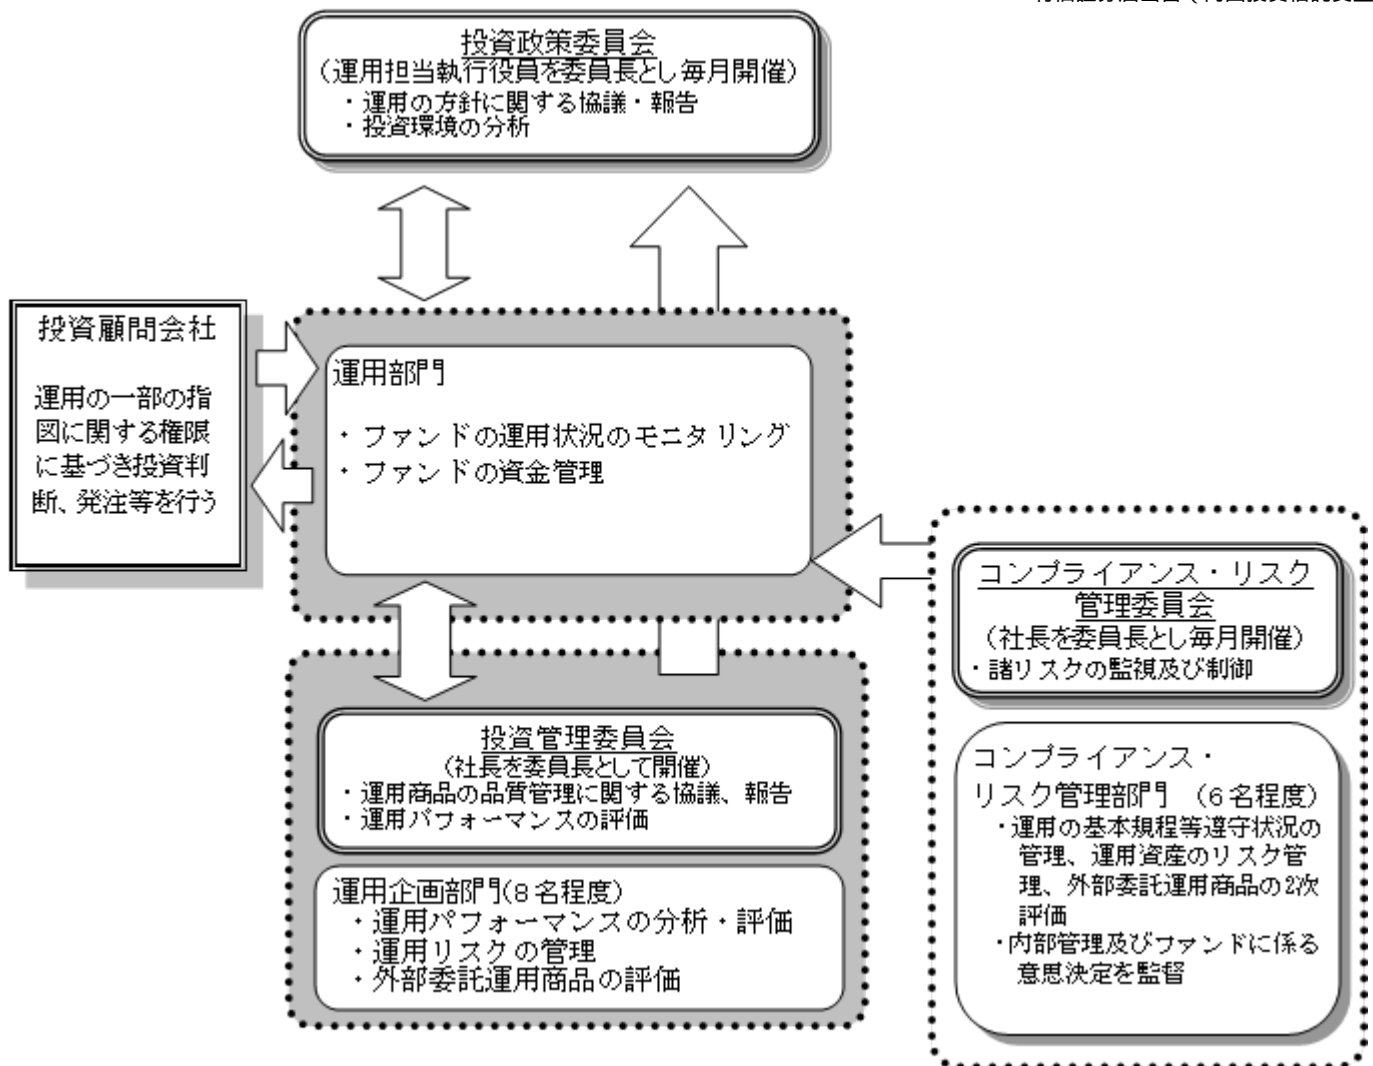 投資政策委員会
(運用担当執行役員を委員長とし毎月開催)
・運用の方針に関する協議・報告
・投資環境の分析
投資顧問会社
運用の一部の指
図に関する権限
に基づき投資判
断、発注等を行う
運用部門
・ファンドの運用状況のモニタリング
・ファンドの資金管理
投資管理委員会
(社長を委員長として開催)
・運用商品の品質管理に関する協議、報告
・運用パフォーマンスの評価
運用企画部門(8名程度)
・運用パフォーマンスの分析・評価
・運用リスクの管理
・外部委託運用商品の評価
コンプライアンス・リスク
管理委員会
(社長を委員長とし毎月開催)
・諸リスクの監視及び制御
コンプライアンス・
リスク管理部門 (6名程度)
・運用の基本規程等遵守状況の
管理、運用資産のリスク管
理、外部委託運用商品の2次
評価
・内部管理及びファンドに係る
意思決定を監督